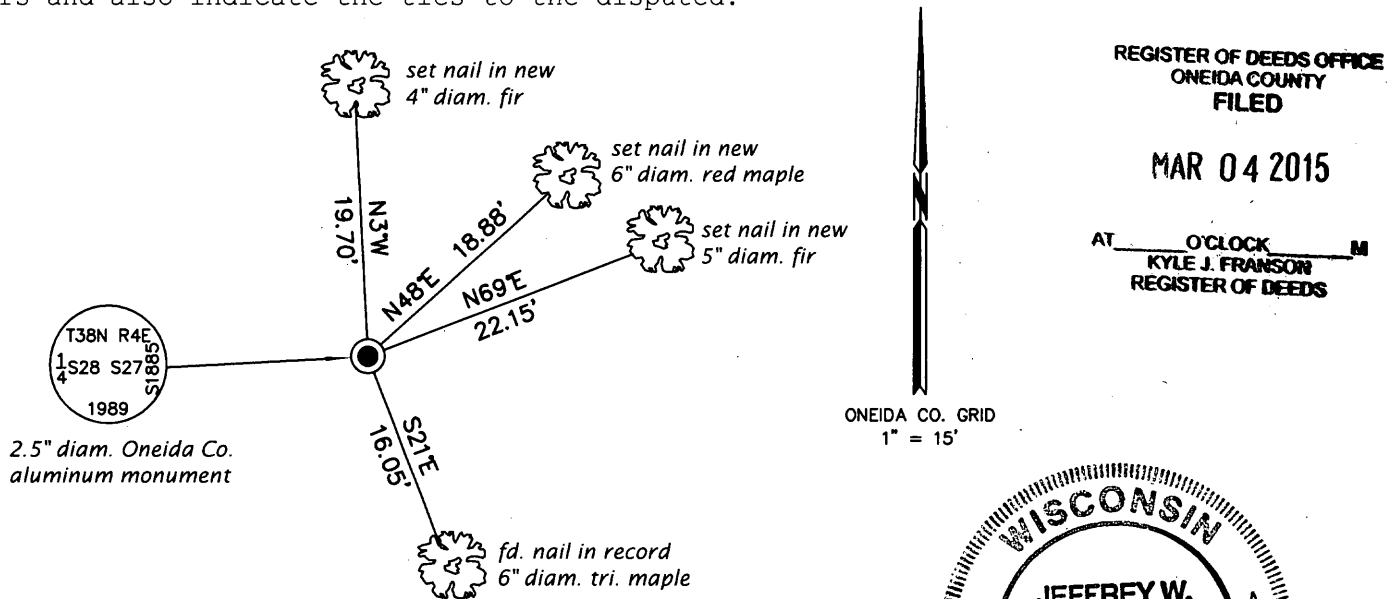 rs and also indicate the ties to the disputed.
set nail in new
4" diam. fir
set nail in new
6" diam. red maple
set nail in new
5" diam. fir
N3°W
19.70'
N48°E 18.88'
N69°E
22.15'
T38N R4E
1/4 S28 S27
S1885
1989
2.5" diam. Oneida Co.
aluminum monument
S21°E
16.05'
fd. nail in record
6" diam. tri. maple
N
ONEIDA CO. GRID
1" = 15'
REGISTER OF DEEDS OFFICE
ONEIDA COUNTY
FILED
MAR 04 2015
AT______O'CLOCK______M
KYLE J. FRANSON
REGISTER OF DEEDS
WISCONSIN
JEFFREY W.